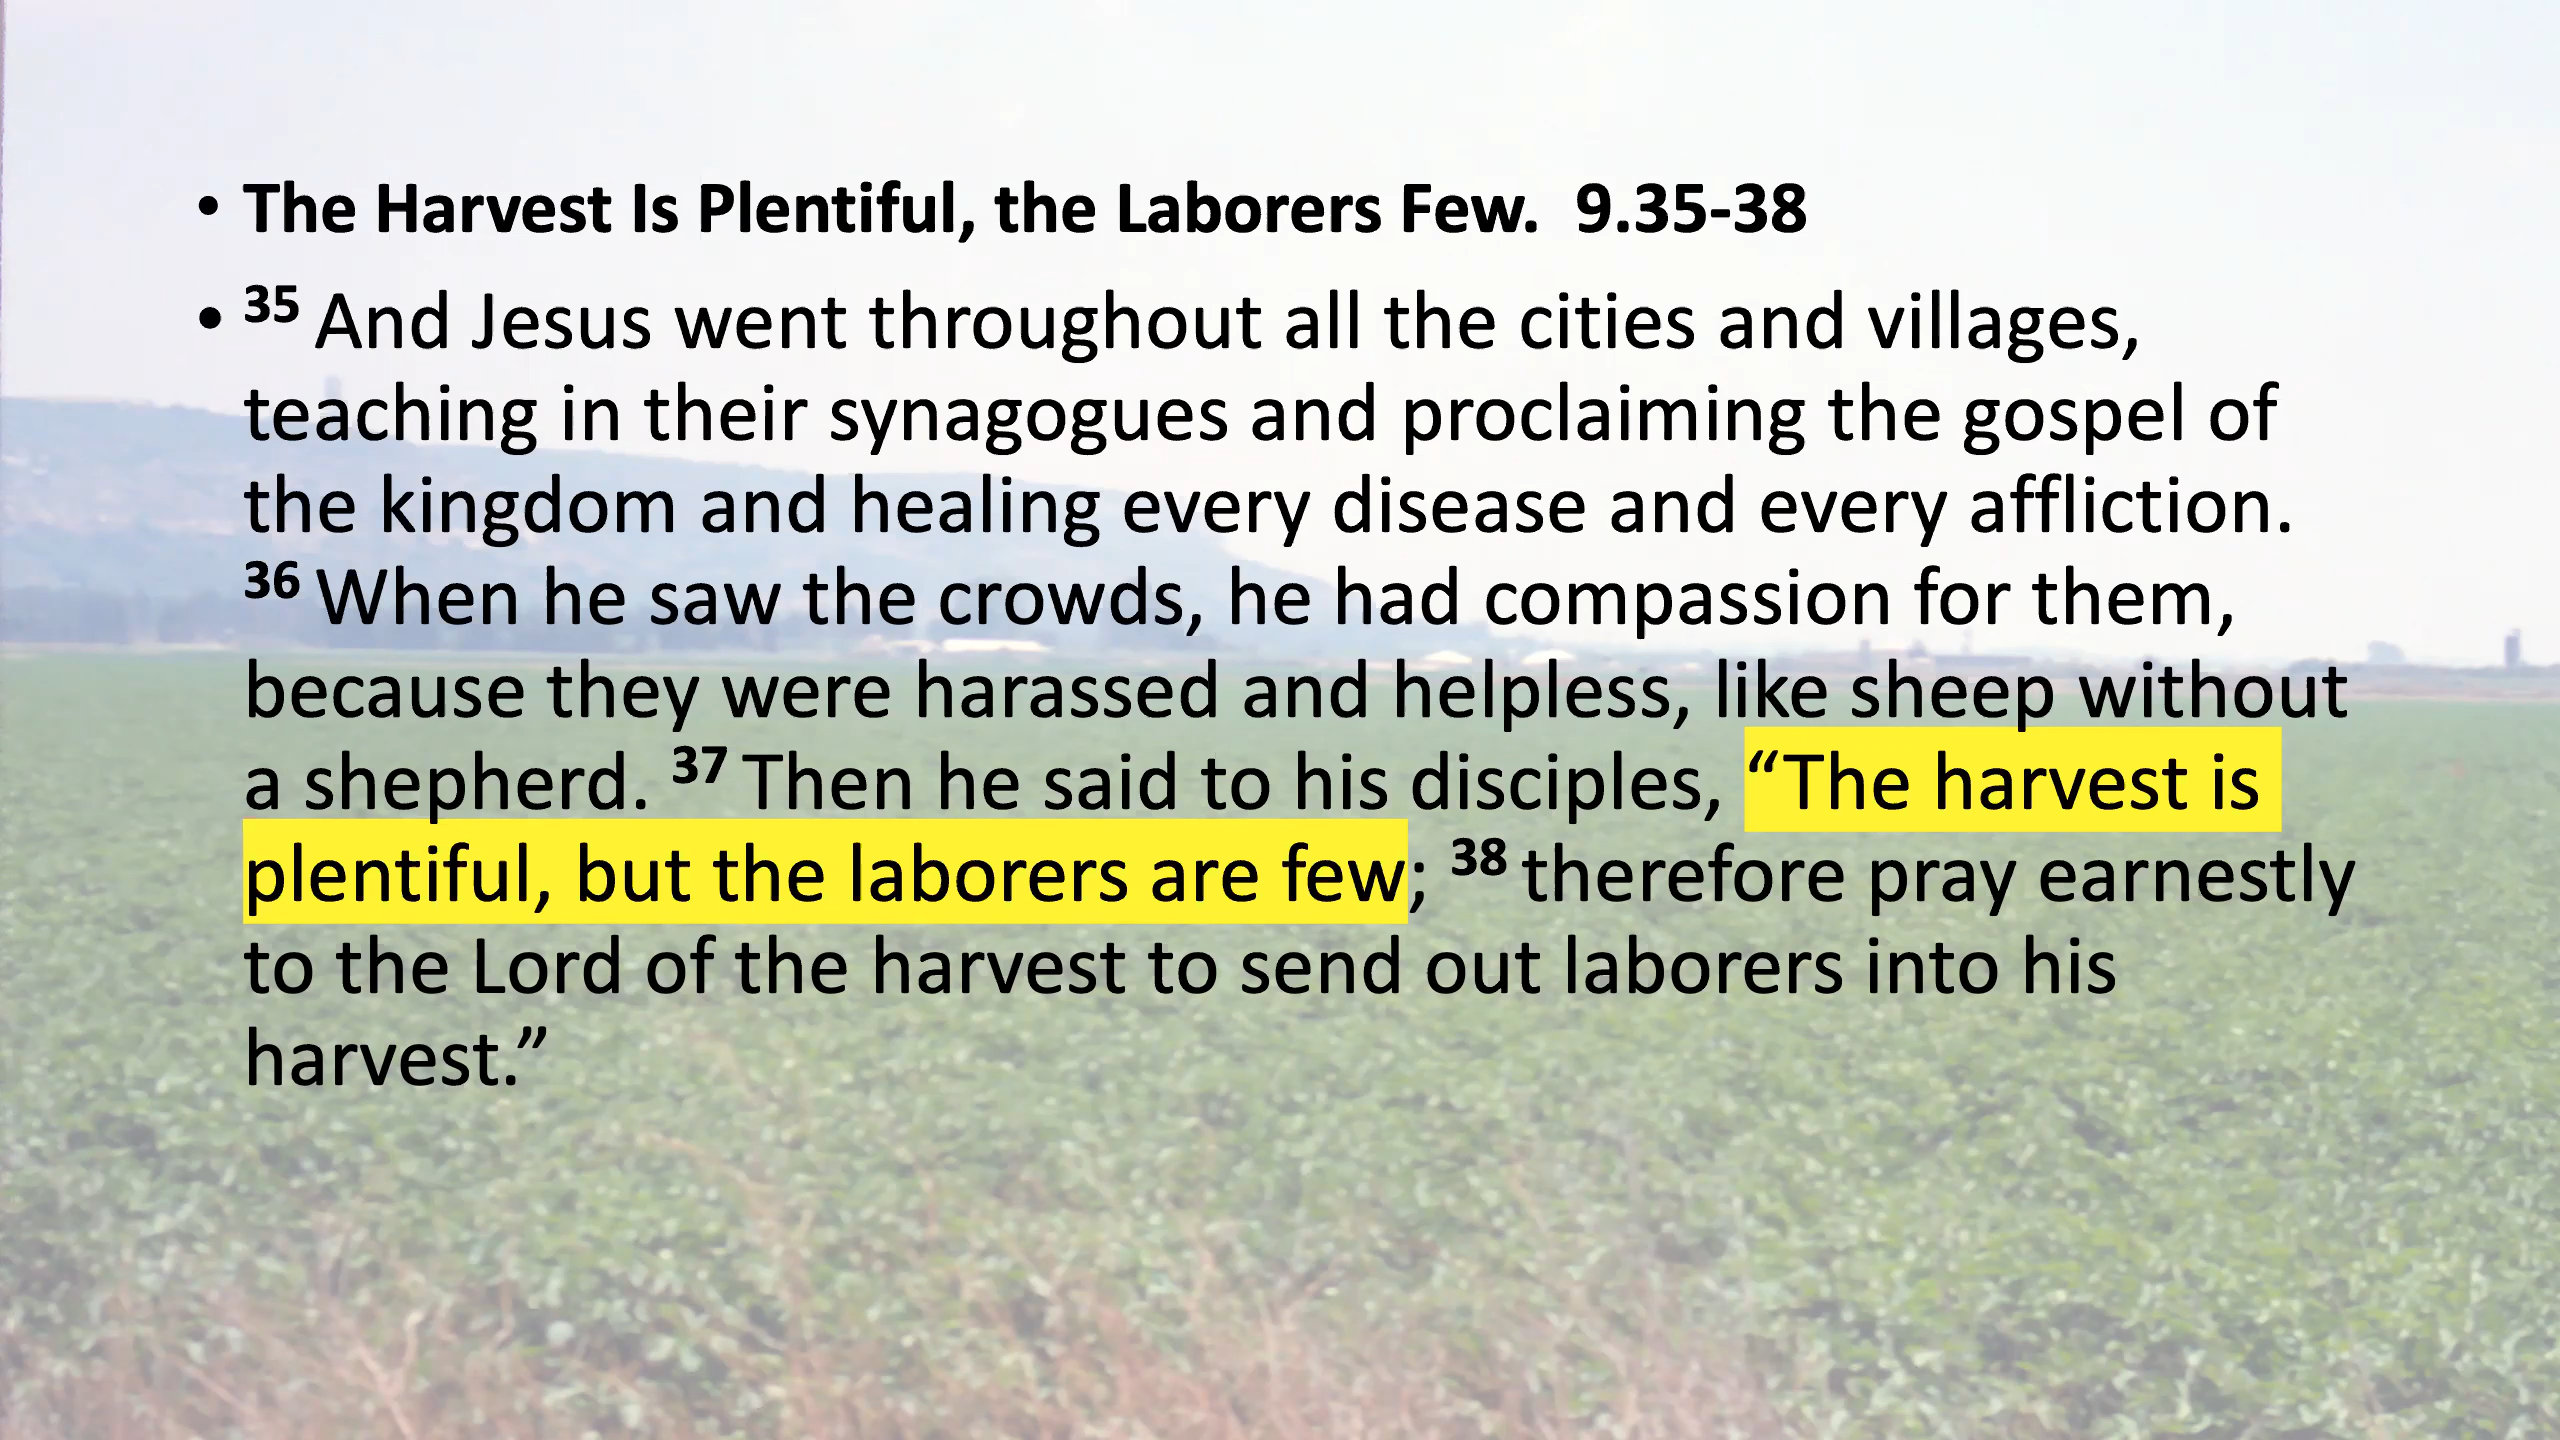 • The Harvest Is Plentiful, the Laborers Few.  9.35-38
• 35 And Jesus went throughout all the cities and villages,
teaching in their synagogues and proclaiming the gospel of
the kingdom and healing every disease and every affliction.
36 When he saw the crowds, he had compassion for them,
because they were harassed and helpless, like sheep without
a shepherd. 37 Then he said to his disciples, “The harvest is
plentiful, but the laborers are few; 38 therefore pray earnestly
to the Lord of the harvest to send out laborers into his
harvest.”